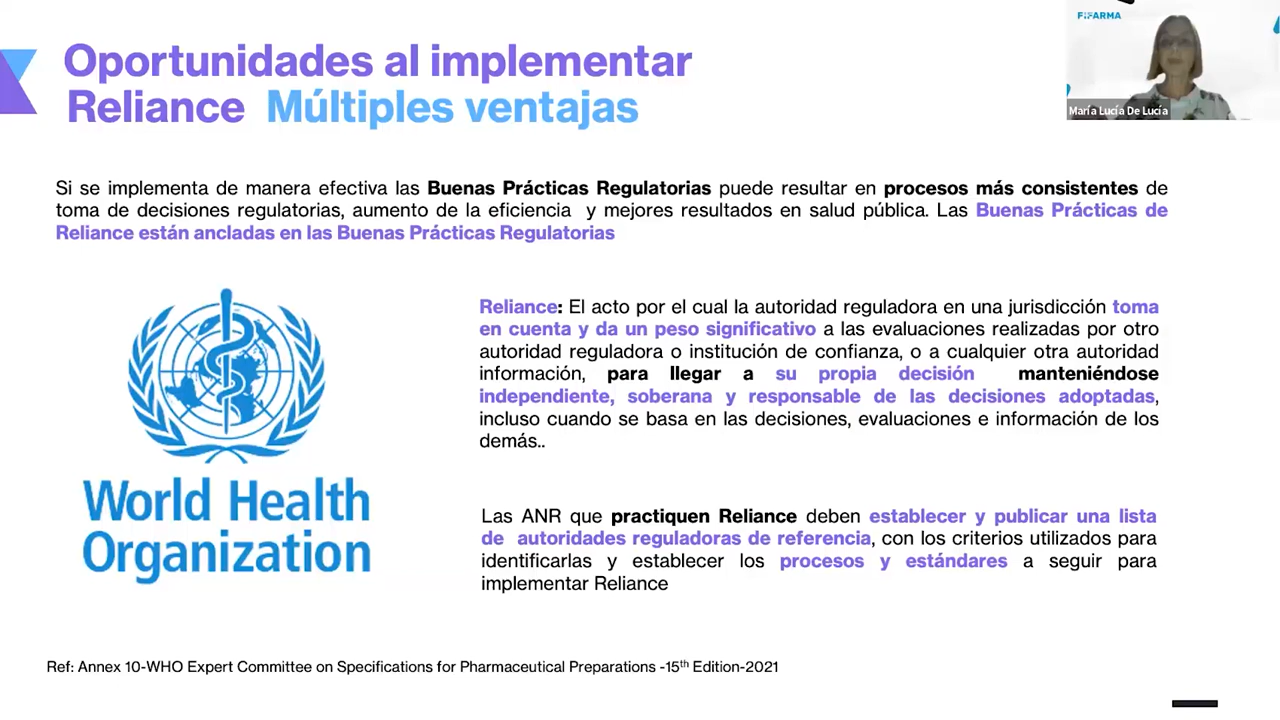 Oportunidades al implementar
Reliance Múltiples ventajas
FIFARMA
María Lucía De Lucía
Si se implementa de manera efectiva las Buenas Prácticas Regulatorias puede resultar en procesos más consistentes de
toma de decisiones regulatorias, aumento de la eficiencia y mejores resultados en salud pública. Las Buenas Prácticas de
Reliance están ancladas en las Buenas Prácticas Regulatorias
World Health
Organization
Reliance: El acto por el cual la autoridad reguladora en una jurisdicción toma
en cuenta y da un peso significativo a las evaluaciones realizadas por otro
autoridad reguladora o institución de confianza, o a cualquier otra autoridad
información, para llegar a su propia decisión manteniéndose
independiente, soberana y responsable de las decisiones adoptadas,
incluso cuando se basa en las decisiones, evaluaciones e información de los
demás..
Las ANR que practiquen Reliance deben establecer y publicar una lista
de autoridades reguladoras de referencia, con los criterios utilizados para
identificarlas y establecer los procesos y estándares a seguir para
implementar Reliance
Ref: Annex 10-WHO Expert Committee on Specifications for Pharmaceutical Preparations -15th Edition-2021